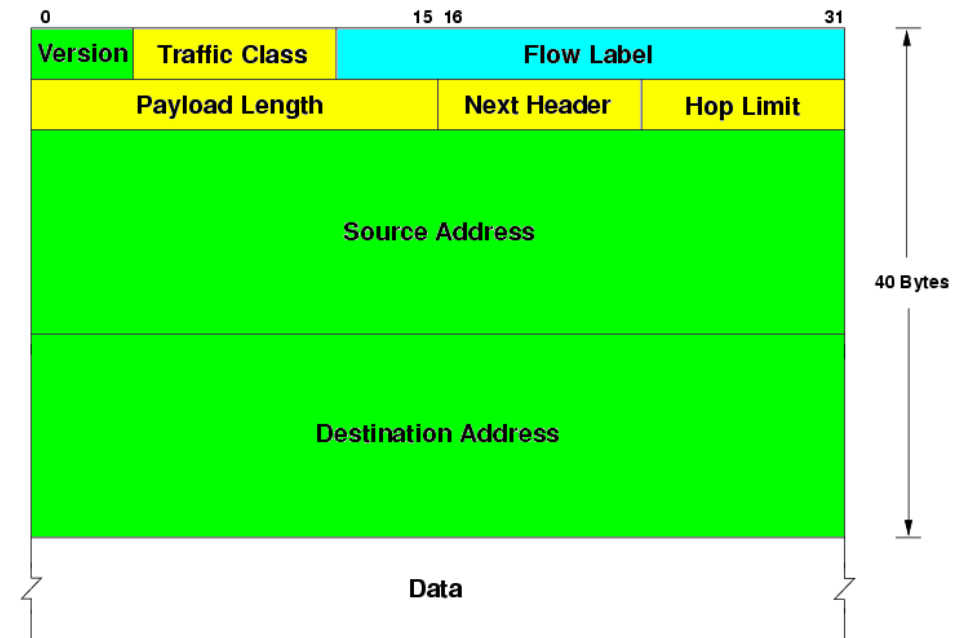 0 15 16 31
Version Traffic Class Flow Label
Payload Length Next Header Hop Limit
Source Address
40 Bytes
Destination Address
Data